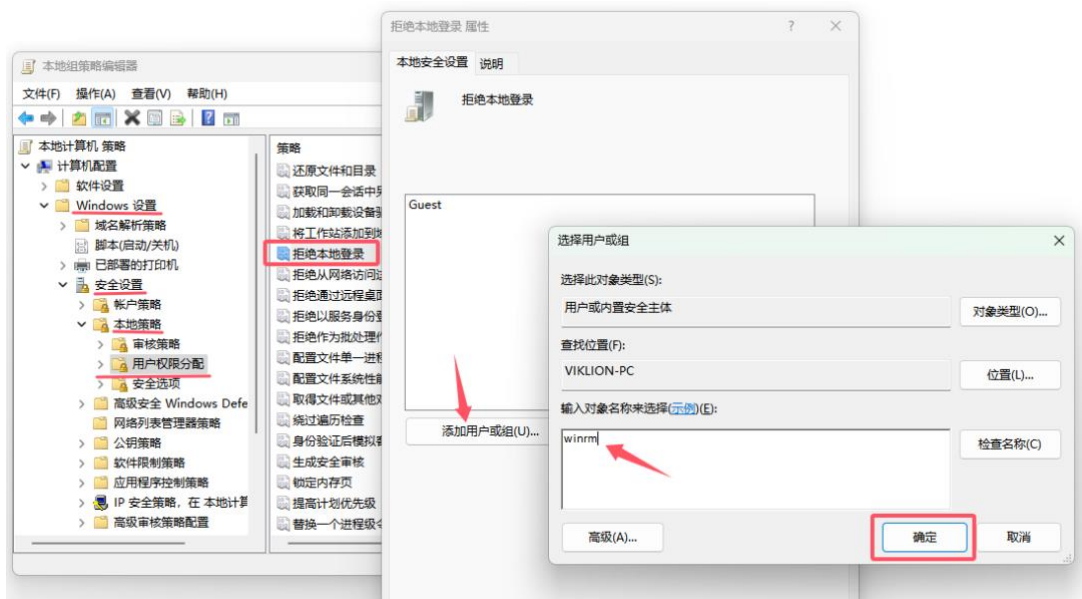 本地组策略编辑器
文件(F) 操作(A) 查看(V) 帮助(H)
本地计算机 策略
计算机配置
软件设置
Windows 设置
域名解析策略
脚本(启动/关机)
已部署的打印机
安全设置
帐户策略
本地策略
审核策略
用户权限分配
安全选项
高级安全 Windows Defe
网络列表管理器策略
公钥策略
软件限制策略
应用程序控制策略
IP 安全策略，在 本地计算
高级审核策略配置
策略
还原文件和目录
获取同一会话中
加载和卸载设备
将工作站添加到
拒绝本地登录
拒绝从网络访问
拒绝通过远程桌面
拒绝以服务身份
拒绝作为批处理
配置文件单一进程
配置文件系统性能
取得文件或其他
绕过遍历检查
身份验证后模拟
生成安全审核
锁定内存页
提高计划优先级
替换一个进程级
拒绝本地登录 属性
?
本地安全设置 说明
拒绝本地登录
Guest
添加用户或组(U)...
选择用户或组
选择此对象类型(S):
用户或内置安全主体
对象类型(O)...
查找位置(F):
VIKLION-PC
位置(L)...
输入对象名称来选择(示例)(E):
winrm
检查名称(C)
高级(A)...
确定
取消